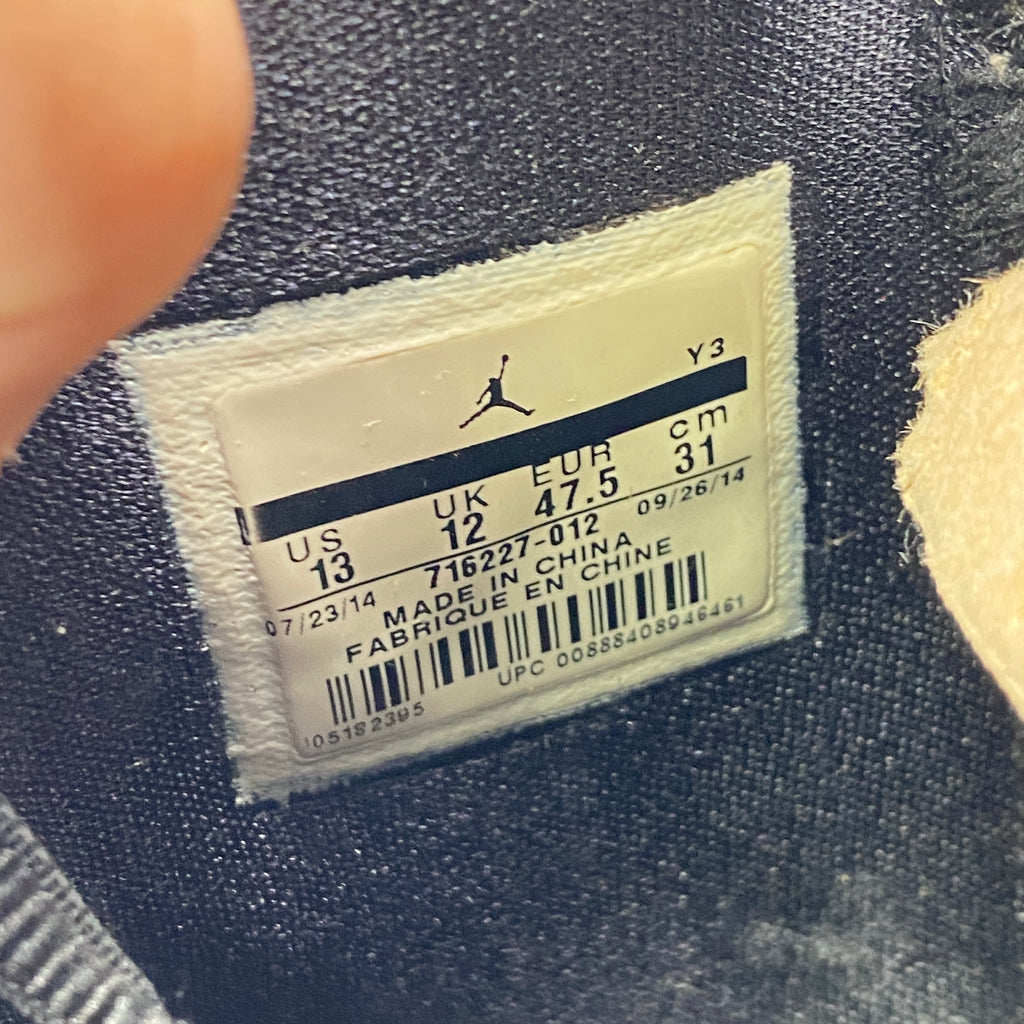 Y3
US UK EUR cm
13 12 47.5 31
07/23/14 716227-012 09/26/14
MADE IN CHINA
FABRIQUE EN CHINE
UPC 00888408946461
105192395